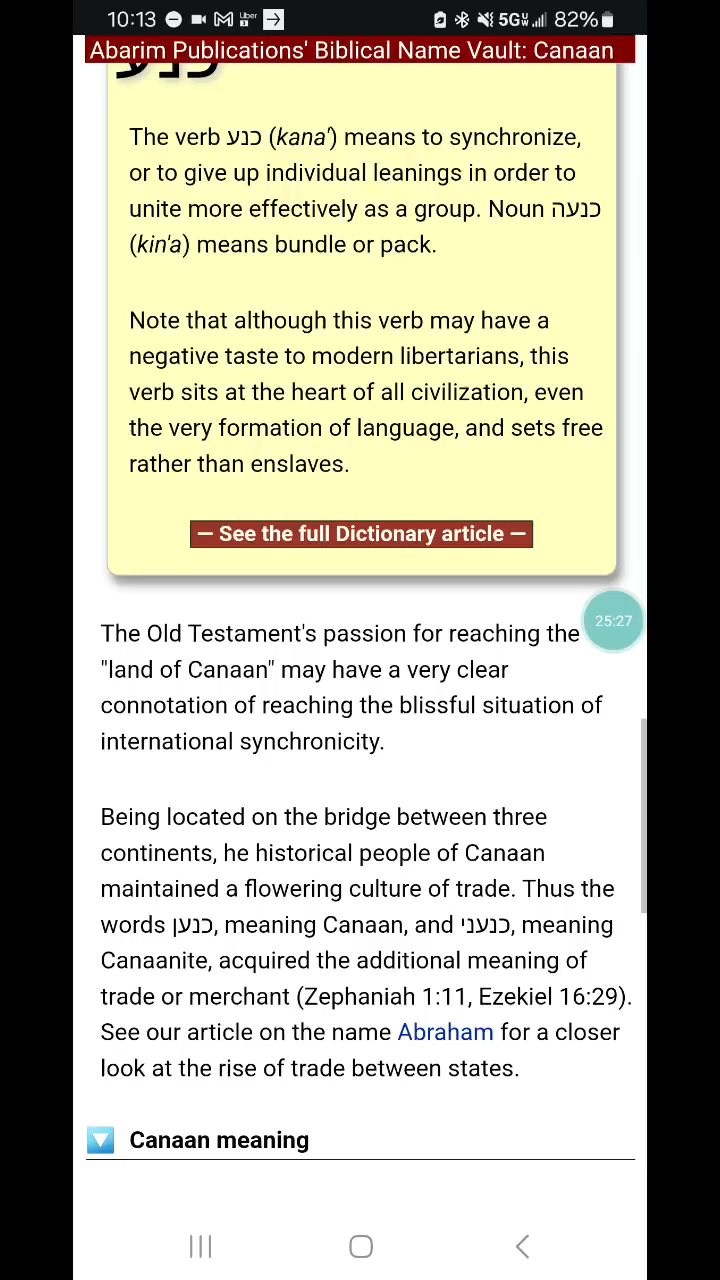 10:13 Uber 5G 82%
Abarim Publications' Biblical Name Vault: Canaan
כנע
The verb כנע (kana') means to synchronize,
or to give up individual leanings in order to
unite more effectively as a group. Noun כנעה
(kin'a) means bundle or pack.
Note that although this verb may have a
negative taste to modern libertarians, this
verb sits at the heart of all civilization, even
the very formation of language, and sets free
rather than enslaves.
— See the full Dictionary article —
25:27
The Old Testament's passion for reaching the
"land of Canaan" may have a very clear
connotation of reaching the blissful situation of
international synchronicity.
Being located on the bridge between three
continents, he historical people of Canaan
maintained a flowering culture of trade. Thus the
words כנען, meaning Canaan, and כנעני, meaning
Canaanite, acquired the additional meaning of
trade or merchant (Zephaniah 1:11, Ezekiel 16:29).
See our article on the name Abraham for a closer
look at the rise of trade between states.
Canaan meaning